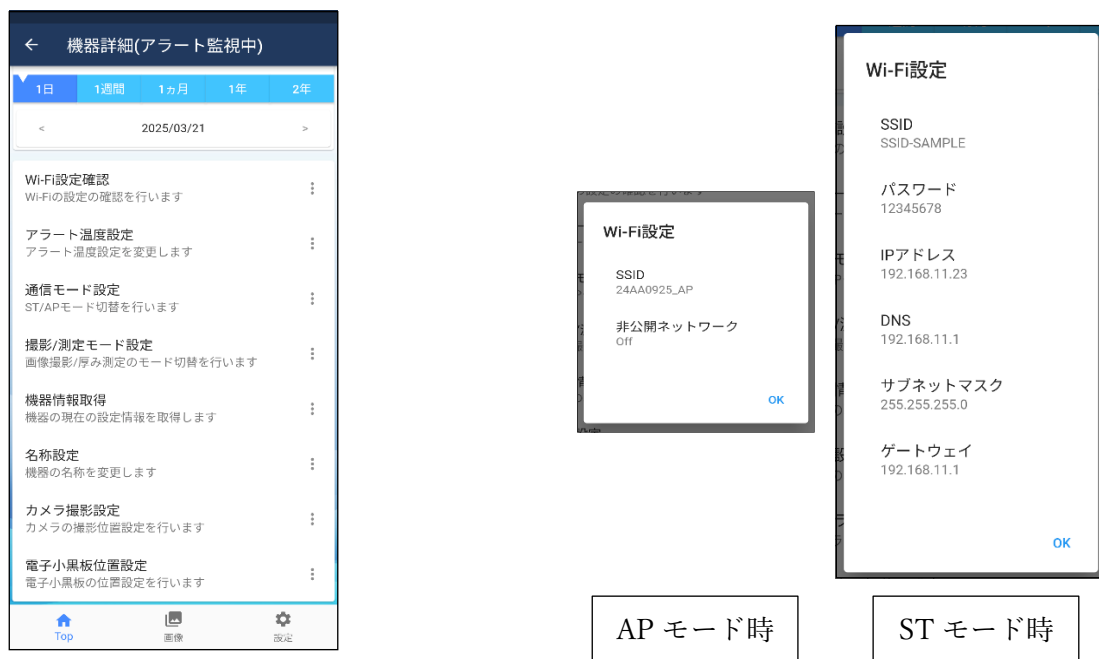 機器詳細(アラート監視中)
1日 1週間 1ヵ月 1年 2年
< 2025/03/21 >
Wi-Fi設定確認
Wi-Fiの設定の確認を行います
アラート温度設定
アラート温度設定を変更します
通信モード設定
ST/APモード切替を行います
撮影/測定モード設定
画像撮影/厚み測定のモード切替を行います
機器情報取得
機器の現在の設定情報を取得します
名称設定
機器の名称を変更します
カメラ撮影設定
カメラの撮影位置設定を行います
電子小黒板位置設定
電子小黒板の位置設定を行います
Top 画像 設定
Wi-Fi設定
SSID
24AA0925_AP
非公開ネットワーク
Off
OK
AP モード時
Wi-Fi設定
SSID
SSID-SAMPLE
パスワード
12345678
IPアドレス
192.168.11.23
DNS
192.168.11.1
サブネットマスク
255.255.255.0
ゲートウェイ
192.168.11.1
OK
ST モード時